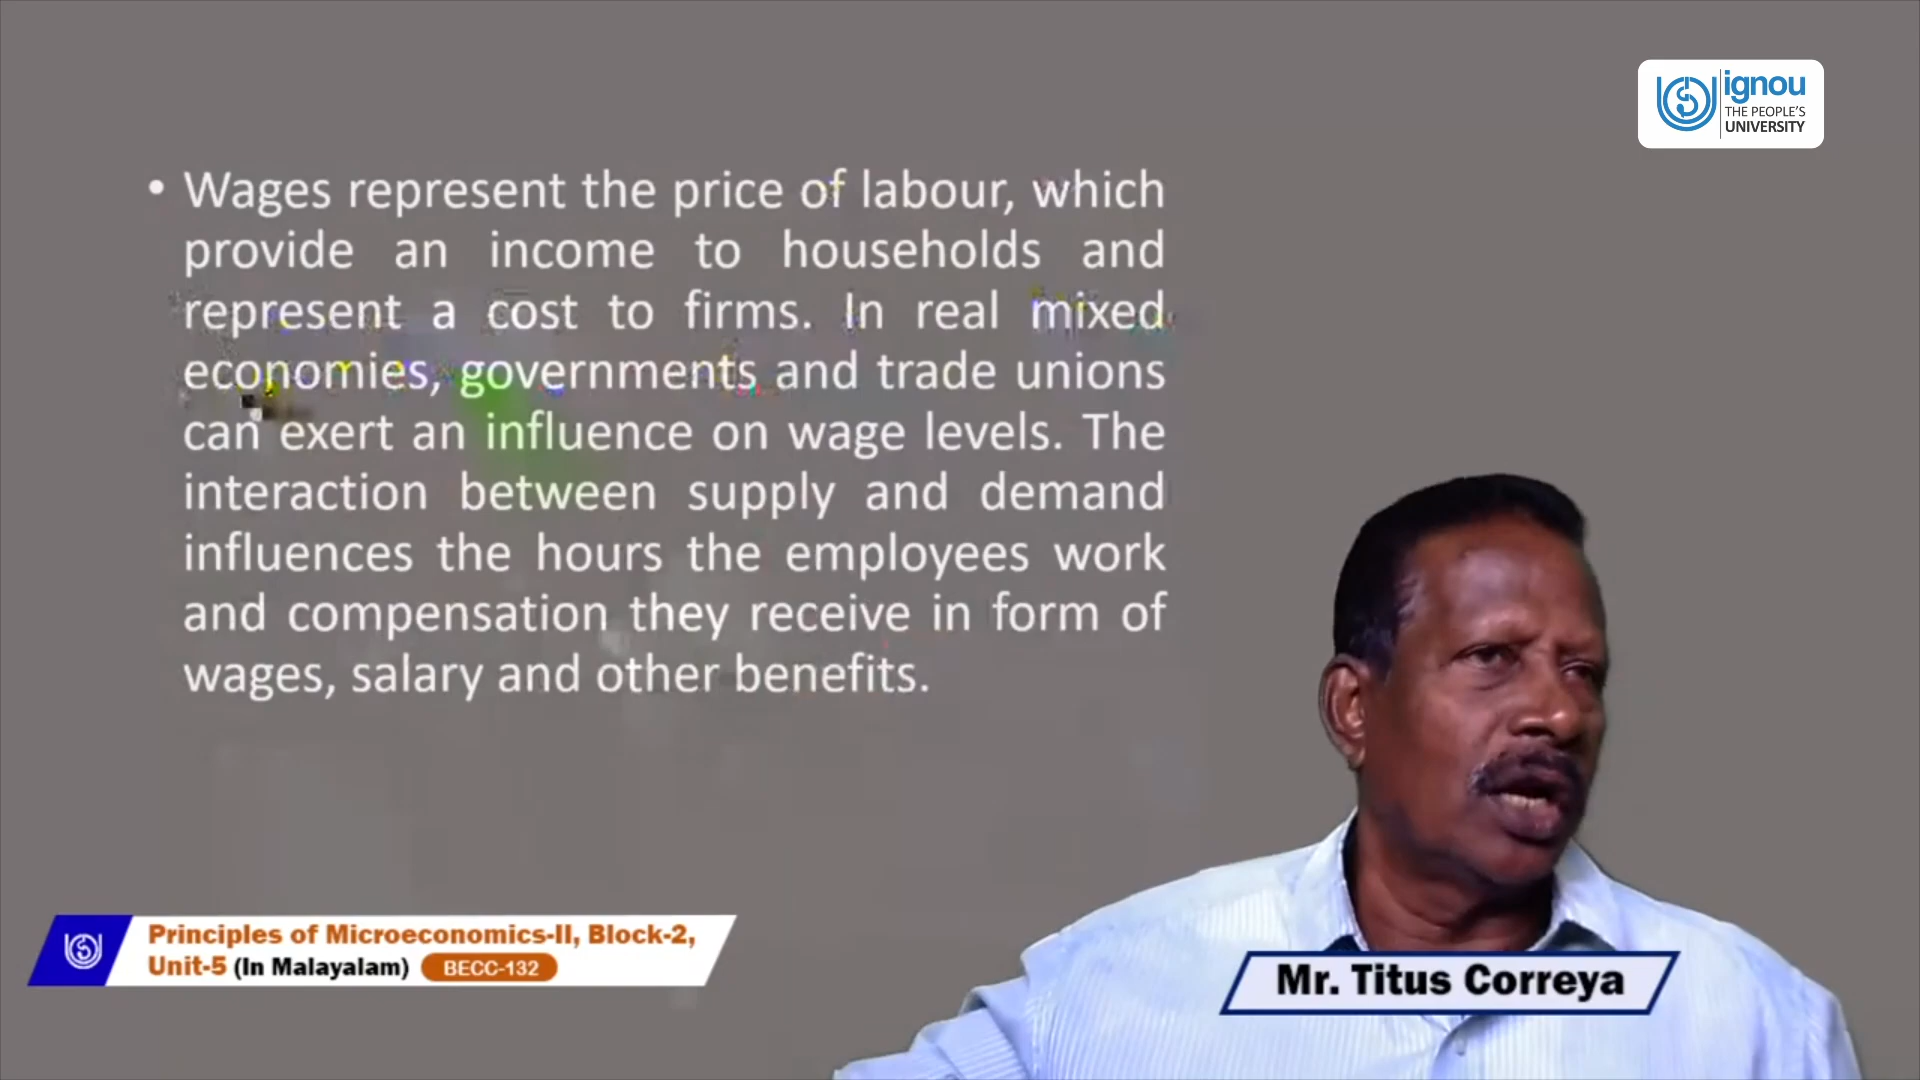 ignou
THE PEOPLE'S
UNIVERSITY
• Wages represent the price of labour, which
provide an income to households and
represent a cost to firms. In real mixed
economies, governments and trade unions
can exert an influence on wage levels. The
interaction between supply and demand
influences the hours the employees work
and compensation they receive in form of
wages, salary and other benefits.
Principles of Microeconomics-II, Block-2,
Unit-5 (In Malayalam) BECC-132
Mr. Titus Correya